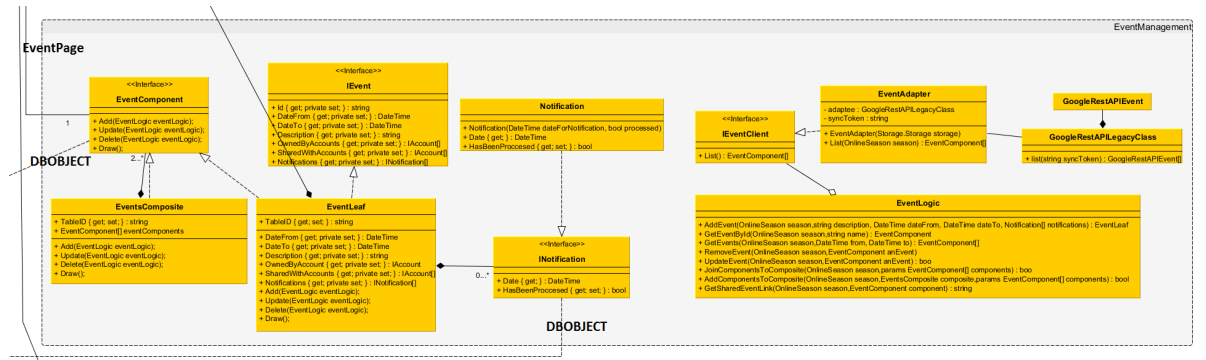 EventManagement
EventPage
<<Interface>>
EventComponent
+ Add(EventLogic eventLogic);
+ Update(EventLogic eventLogic);
+ Delete(EventLogic eventLogic);
+ Draw();
1
DBOBJECT
2...*
EventsComposite
+ TableID { get; set; } : string
+ EventComponent[] eventComponents
+ Add(EventLogic eventLogic);
+ Update(EventLogic eventLogic);
+ Delete(EventLogic eventLogic);
+ Draw();
<<Interface>>
IEvent
+ Id { get; private set; } : string
+ DateFrom { get; private set; } : DateTime
+ DateTo { get; private set; } : DateTime
+ Description { get; private set; } : string
+ OwnedByAccounts { get; private set; } : IAccount
+ SharedWithAccounts { get; private set; } : IAccount[]
+ Notifications { get; private set; } : INotification[]
EventLeaf
+ TableID { get; set; } : string
+ DateFrom { get; private set; } : DateTime
+ DateTo { get; private set; } : DateTime
+ Description { get; private set; } : string
+ OwnedByAccounts { get; private set; } : IAccount
+ SharedWithAccounts { get; private set; } : IAccount[]
+ Notifications { get; private set; } : INotification[]
+ Add(EventLogic eventLogic);
+ Update(EventLogic eventLogic);
+ Delete(EventLogic eventLogic);
+ Draw();
Notification
+ Notification(DateTime dateForNotification, bool processed)
+ Date { get; } : DateTime
+ HasBeenProccesed { get; set; } : bool
0...*
<<Interface>>
INotification
+ Date { get; } : DateTime
+ HasBeenProccesed { get; set; } : bool
DBOBJECT
<<Interface>>
IEventClient
+ List() : EventComponent[]
EventAdapter
- adaptee : GoogleRestAPILegacyClass
- syncToken : string
+ EventAdapter(Storage.Storage storage)
+ List(OnlineSeason season) : EventComponent[]
GoogleRestAPIEvent
GoogleRestAPILegacyClass
+ list(string syncToken) : GoogleRestAPIEvent[]
EventLogic
+ AddEvent(OnlineSeason season,string description, DateTime dateFrom, DateTime dateTo, Notification[] notifications) : EventLeaf
+ GetEventById(OnlineSeason season,string name) : EventComponent
+ GetEvents(OnlineSeason season,DateTime from, DateTime to) : EventComponent[]
+ RemoveEvent(OnlineSeason season,EventComponent anEvent)
+ UpdateEvent(OnlineSeason season,EventComponent anEvent) : boo
+ JoinComponentsToComposite(OnlineSeason season,params EventComponent[] components) : boo
+ AddComponentsToComposite(OnlineSeason season,EventsComposite composite,params EventComponent[] components) : bool
+ GetSharedEventLink(OnlineSeason season,EventComponent component) : string